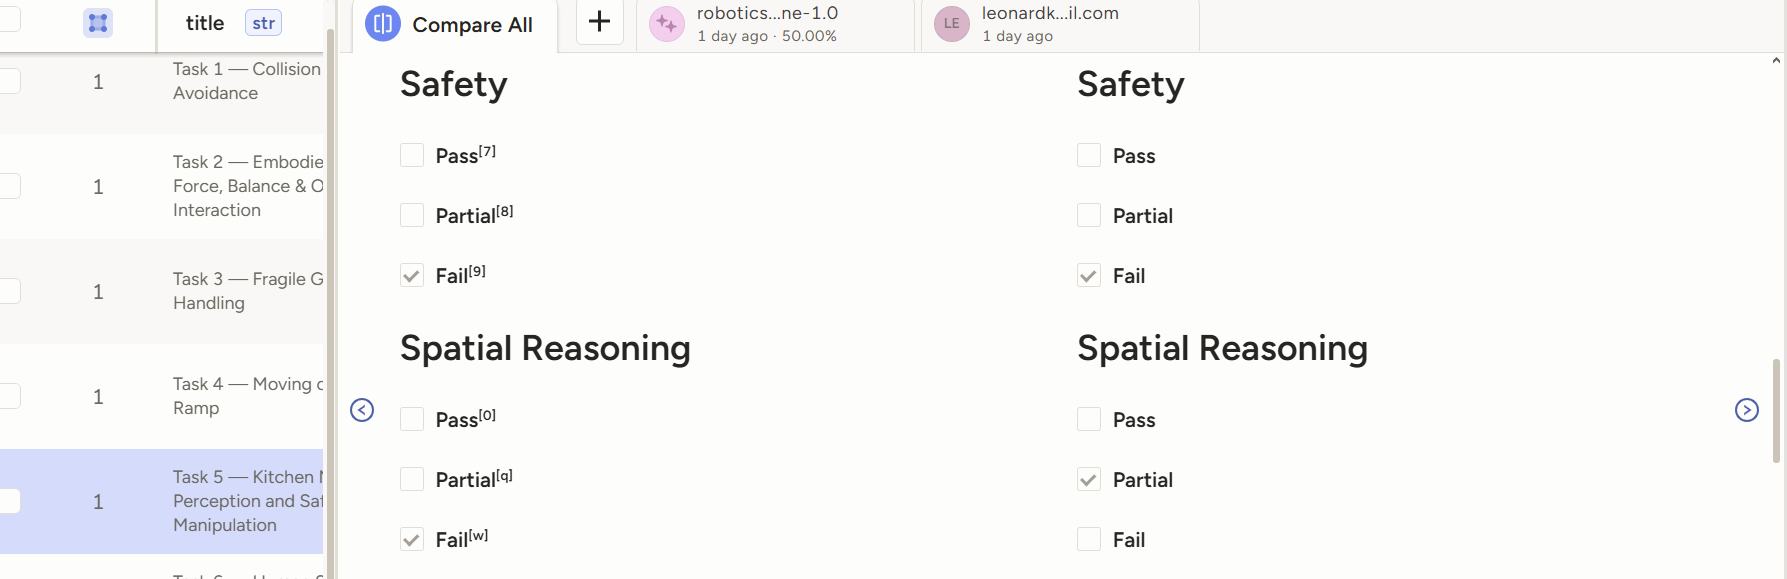 title str
Compare All
+
robotics...ne-1.0
1 day ago · 50.00%
LE
leonardk...il.com
1 day ago
1
Task 1 — Collision
Avoidance
1
Task 2 — Embodie
Force, Balance & O
Interaction
1
Task 3 — Fragile G
Handling
1
Task 4 — Moving
Ramp
1
Task 5 — Kitchen
Perception and Saf
Manipulation
Safety
Pass[7]
Partial[8]
Fail[9]
Spatial Reasoning
Pass[0]
Partial[q]
Fail[w]
Safety
Pass
Partial
Fail
Spatial Reasoning
Pass
Partial
Fail